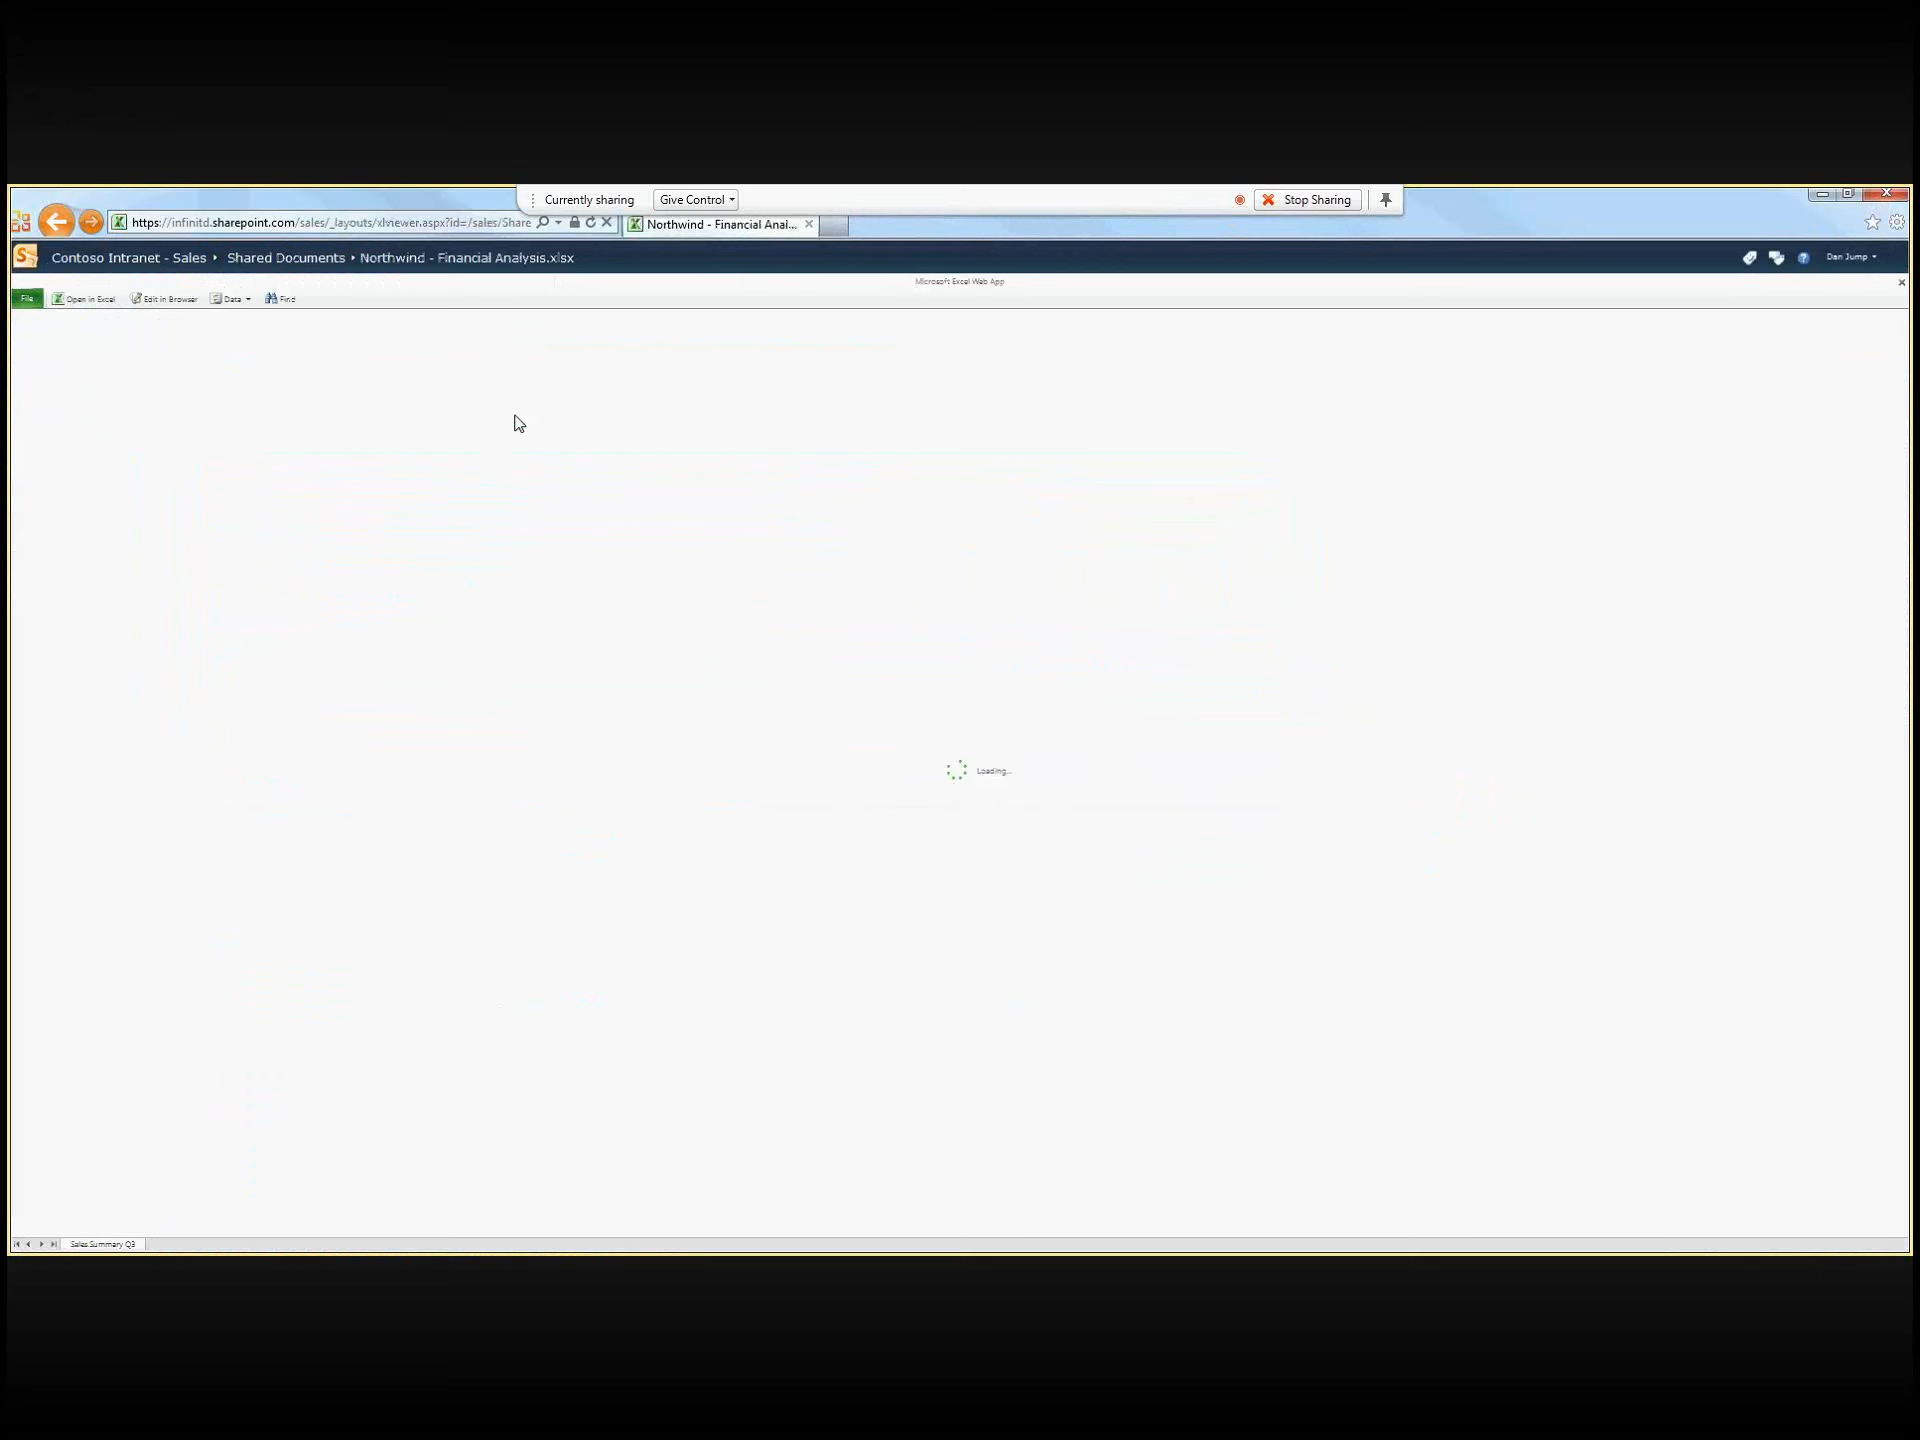 Currently sharing Give Control Stop Sharing
https://infinitd.sharepoint.com/sales/_layouts/xlviewer.aspx?id=/sales/Share Northwind - Financial Anal...
Contoso Intranet - Sales Shared Documents Northwind - Financial Analysis.xlsx Dan Jump
Microsoft Excel Web App
File Open in Excel Edit in Browser Data Find
Loading...
Sales Summary Q3